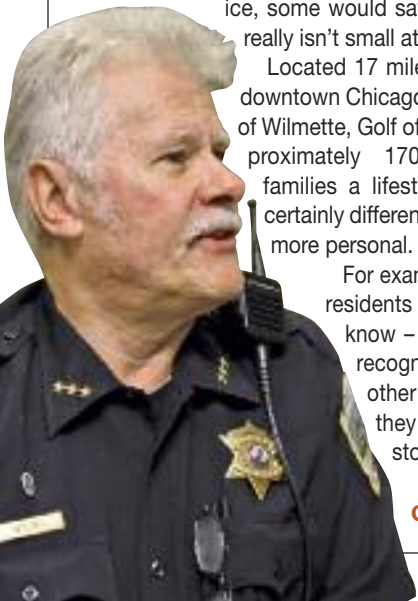 ice, some would say
really isn't small at
Located 17 mile
downtown Chicago
of Wilmette, Golf of
proximately 170
families a lifest
certainly differen
more personal.
For exam
residents
know –
recogn
other
they
sto